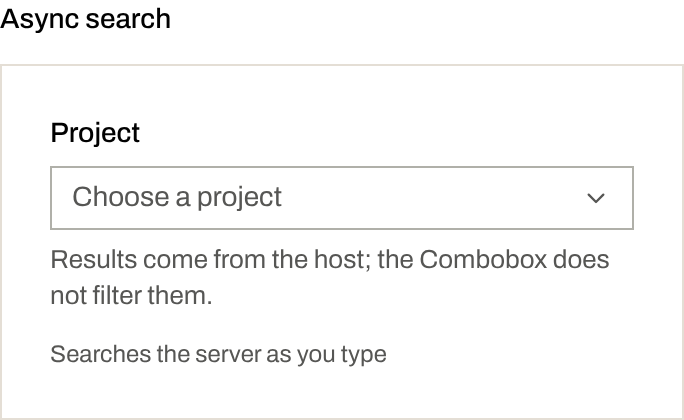 Async search
Project
Choose a project
Results come from the host; the Combobox does
not filter them.
Searches the server as you type